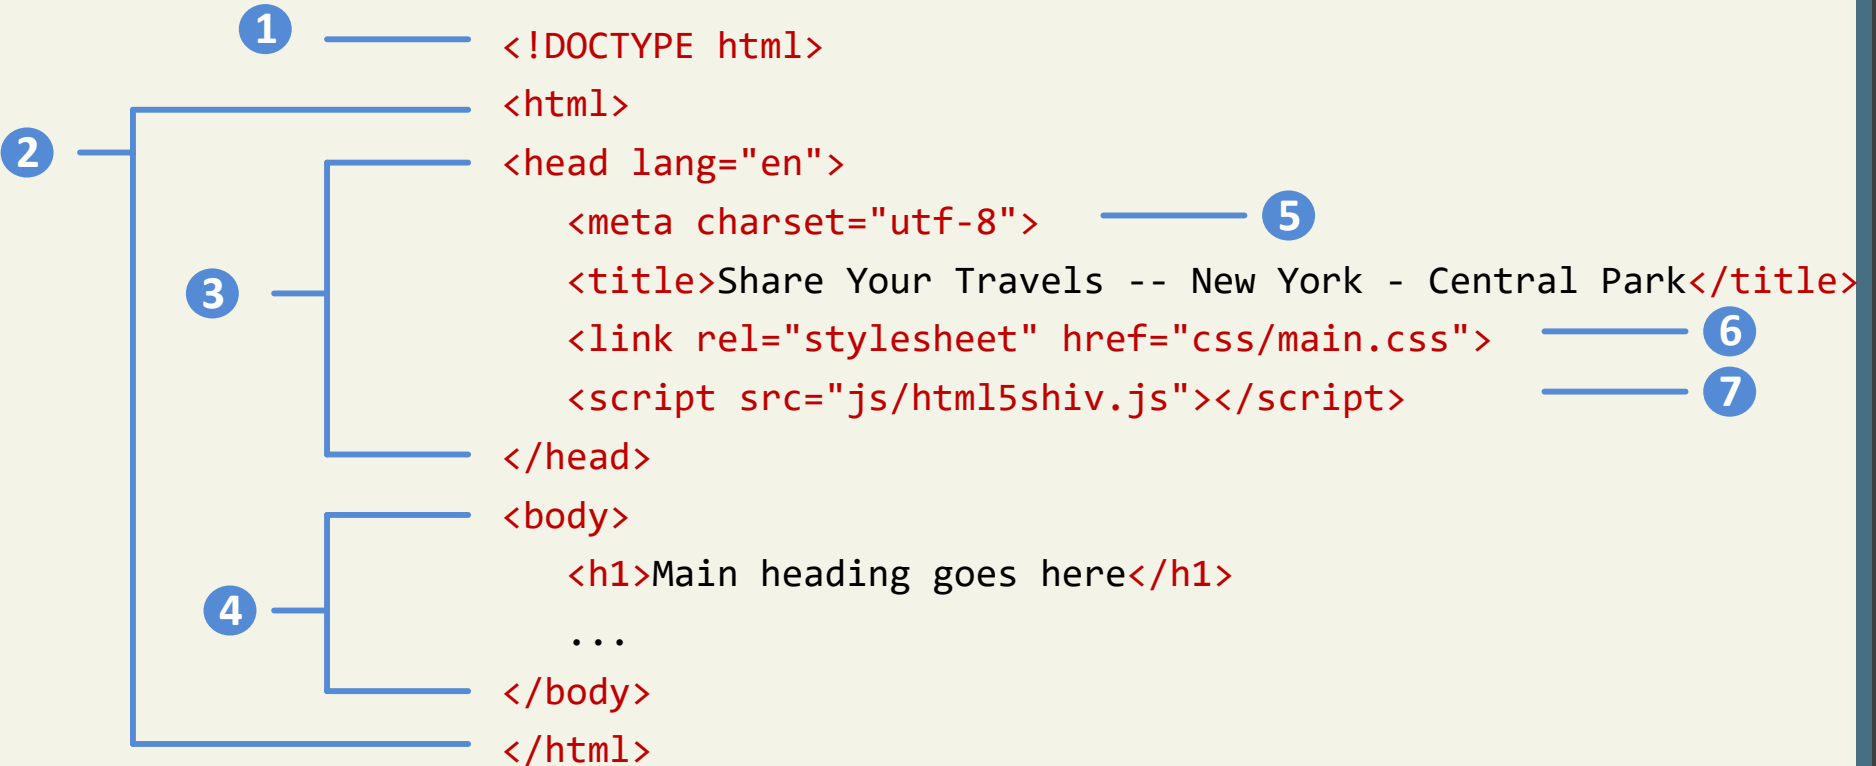 1 <!DOCTYPE html>
<html>
2
<head lang="en">
<meta charset="utf-8"> 5
3 <title>Share Your Travels -- New York - Central Park</title>
<link rel="stylesheet" href="css/main.css"> 6
<script src="js/html5shiv.js"></script> 7
</head>
<body>
<h1>Main heading goes here</h1>
4
...
</body>
</html>